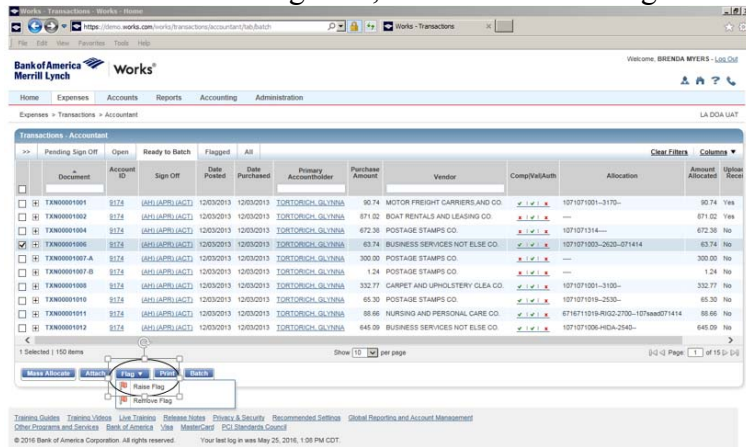 Works - Transactions - Works - Home
https://demo.works.com/works/transactions/accountant/tab/batch
Works - Transactions
File Edit View Favorites Tools Help
Bank of America
Merrill Lynch
Works®
Welcome, BRENDA MYERS - Log Out
Home Expenses Accounts Reports Accounting Administration
Expenses > Transactions > Accountant LA DOA UAT
Transactions - Accountant
>> Pending Sign Off Open Ready to Batch Flagged All Clear Filters Columns ▼
Document Account ID Sign Off Date Posted Date Purchased Primary Accountholder Purchase Amount Vendor Comp|Val|Auth Allocation Amount Allocated
TXN00001001 9174 (AH) (APR) (ACT) 12/03/2013 12/03/2013 TORTORICH, GLYNNA 90.74 MOTOR FREIGHT CARRIERS,AND CO. 1071071001--3170-- 90.74 Yes
TXN00001002 9174 (AH) (APR) (ACT) 12/03/2013 12/03/2013 TORTORICH, GLYNNA 871.02 BOAT RENTALS AND LEASING CO. ---- 871.02 Yes
TXN00001004 9174 (AH) (APR) (ACT) 12/03/2013 12/03/2013 TORTORICH, GLYNNA 672.36 POSTAGE STAMPS CO. 1071071314---- 672.36 No
TXN00001006 9174 (AH) (APR) (ACT) 12/03/2013 12/03/2013 TORTORICH, GLYNNA 63.74 BUSINESS SERVICES NOT ELSE CO. 1071071003--2620--071414 63.74 No
TXN00001007-A 9174 (AH) (APR) (ACT) 12/03/2013 12/03/2013 TORTORICH, GLYNNA 300.00 POSTAGE STAMPS CO. ---- 300.00 No
TXN00001007-B 9174 (AH) (APR) (ACT) 12/03/2013 12/03/2013 TORTORICH, GLYNNA 1.24 POSTAGE STAMPS CO. ---- 1.24 No
TXN00001008 9174 (AH) (APR) (ACT) 12/03/2013 12/03/2013 TORTORICH, GLYNNA 332.77 CARPET AND UPHOLSTERY CLEA CO. 1071071001--3100-- 332.77 No
TXN00001010 9174 (AH) (APR) (ACT) 12/03/2013 12/03/2013 TORTORICH, GLYNNA 65.30 POSTAGE STAMPS CO. 1071071019--2530-- 65.30 No
TXN00001011 9174 (AH) (APR) (ACT) 12/03/2013 12/03/2013 TORTORICH, GLYNNA 88.66 NURSING AND PERSONAL CARE CO. 6716711019-RIG2-2700--107saad071414 88.66 No
TXN00001012 9174 (AH) (APR) (ACT) 12/03/2013 12/03/2013 TORTORICH, GLYNNA 645.09 BUSINESS SERVICES NOT ELSE CO. 1071071006-HIDA-2540-- 645.09 No
1 Selected | 150 items Show 10 per page Page 1 of 15
Mass Allocate Attach Flag ▼ Print Batch
Raise Flag
Remove Flag
Training Guides Training Videos Live Training Release Notes Privacy & Security Recommended Settings Global Reporting and Account Management
Other Programs and Services Bank of America Visa MasterCard PCI Standards Council
© 2016 Bank of America Corporation. All rights reserved. Your last log in was May 25, 2016, 1:08 PM CDT.